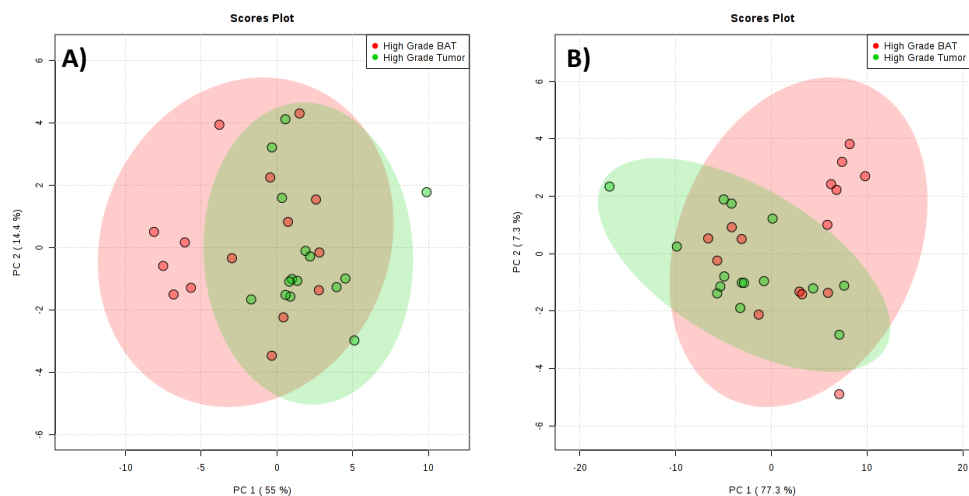 Scores Plot
A)
High Grade BAT
High Grade Tumor
6
4
2
0
-2
-4
-6
PC 2 ( 14.4 %)
-10
-5
0
5
10
PC 1 ( 55 %)
Scores Plot
B)
High Grade BAT
High Grade Tumor
6
4
2
0
-2
-4
-6
PC 2 ( 7.3 %)
-20
-10
0
10
20
PC 1 ( 77.3 %)